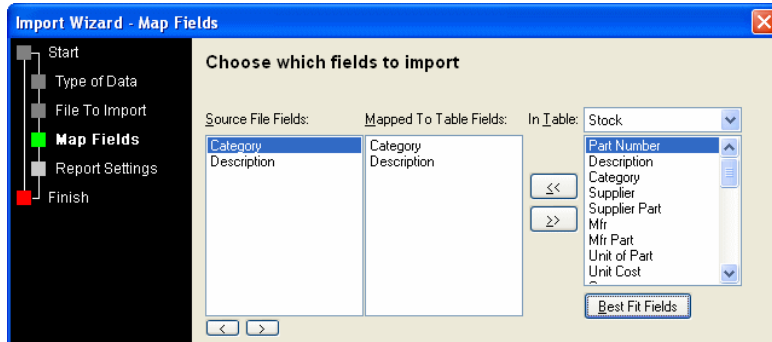 Import Wizard - Map Fields
Start
Type of Data
File To Import
Map Fields
Report Settings
Finish
Choose which fields to import
Source File Fields:
Category
Description
Mapped To Table Fields:
Category
Description
In Table: Stock
<<
>>
Part Number
Description
Category
Supplier
Supplier Part
Mfr
Mfr Part
Unit of Part
Unit Cost
Best Fit Fields
< >